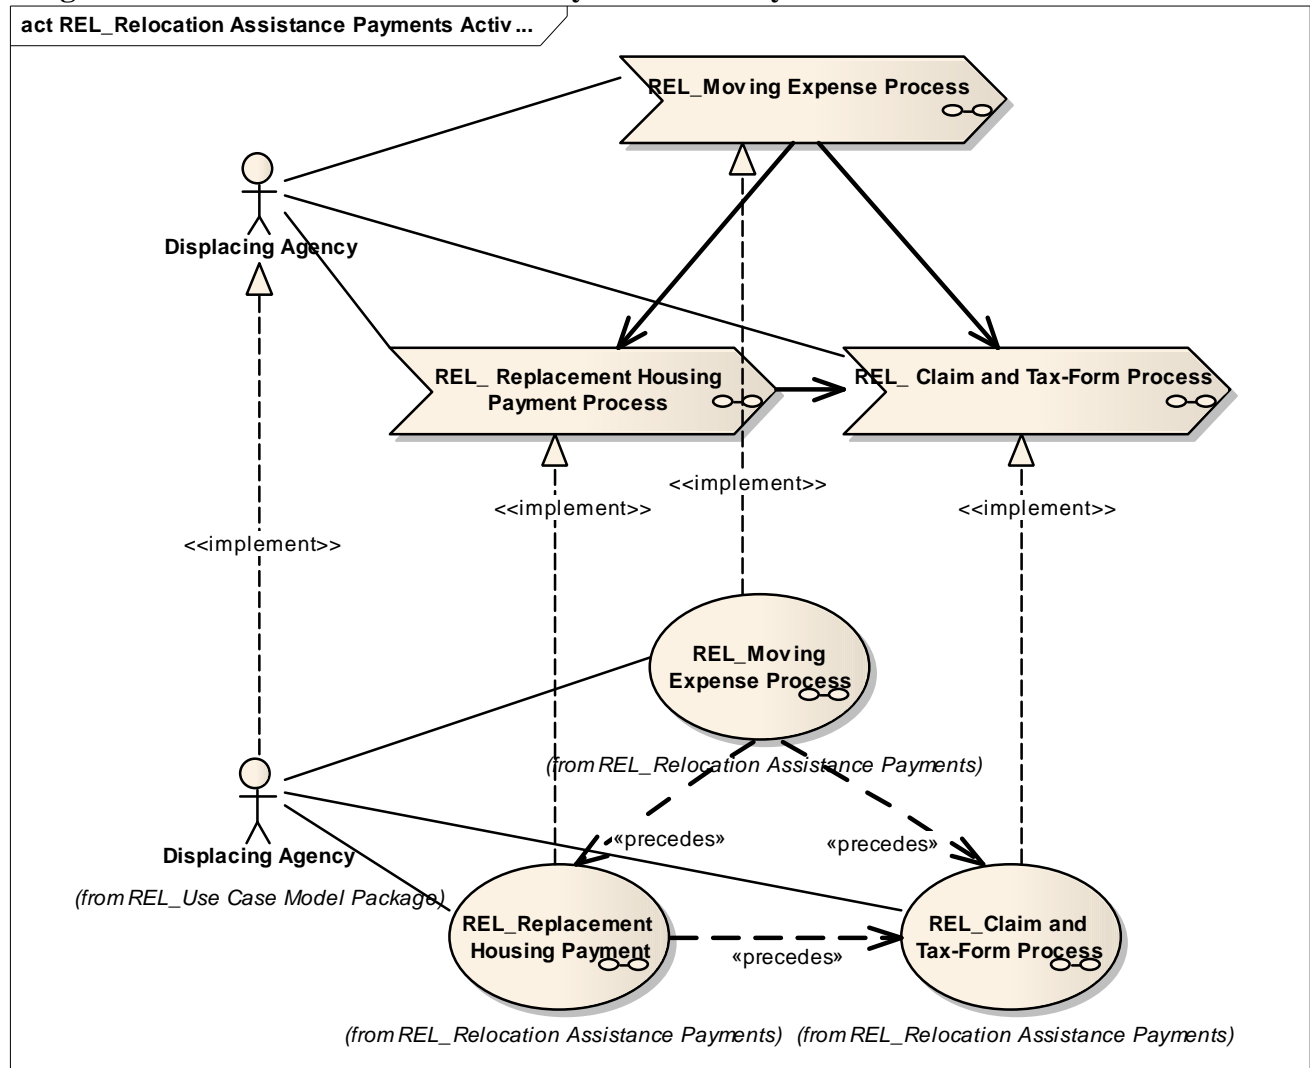 act REL_Relocation Assistance Payments Activ...
REL_Moving Expense Process
Displacing Agency
REL_ Replacement Housing
Payment Process
REL_ Claim and Tax-Form Process
<<implement>>
<<implement>>
<<implement>>
<<implement>>
REL_Moving
Expense Process
(from REL_Relocation Assistance Payments)
«precedes»
«precedes»
Displacing Agency
(from REL_Use Case Model Package)
REL_Replacement
Housing Payment
«precedes»
REL_Claim and
Tax-Form Process
(from REL_Relocation Assistance Payments)
(from REL_Relocation Assistance Payments)